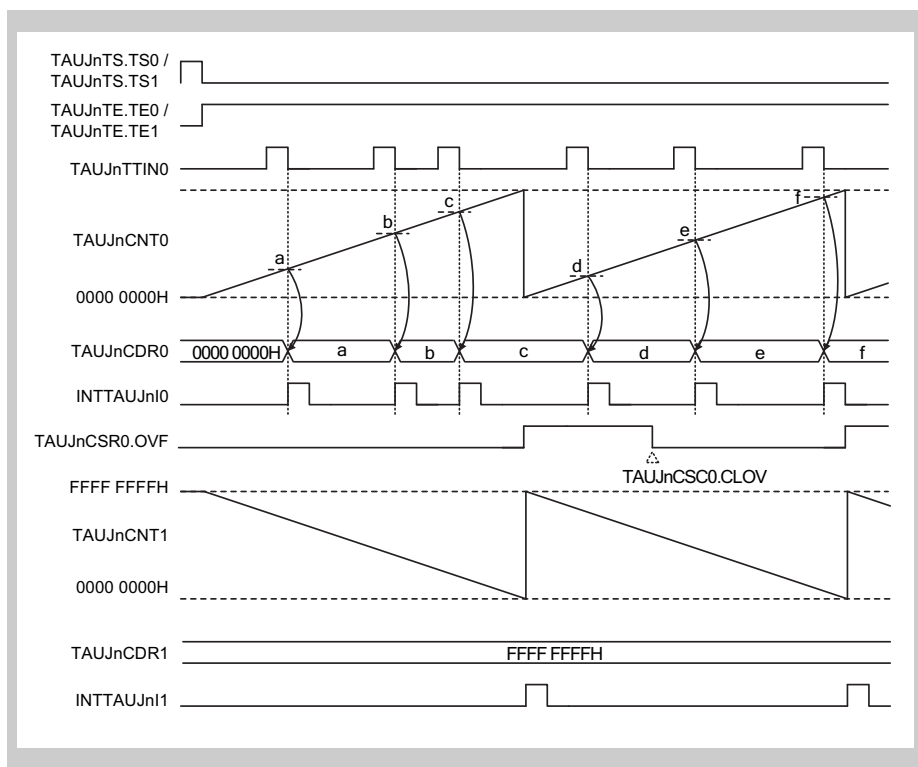 TAUJnTS.TS0 /
TAUJnTS.TS1
TAUJnTE.TE0 /
TAUJnTE.TE1
TAUJnTTIN0
TAUJnCNT0
a
b
c
d
e
f
0000 0000H
TAUJnCDR0
0000 0000H
a
b
c
d
e
f
INTTAUJnI0
TAUJnCSR0.OVF
TAUJnCSC0.CLOV
FFFF FFFFH
TAUJnCNT1
0000 0000H
TAUJnCDR1
FFFF FFFFH
INTTAUJnI1